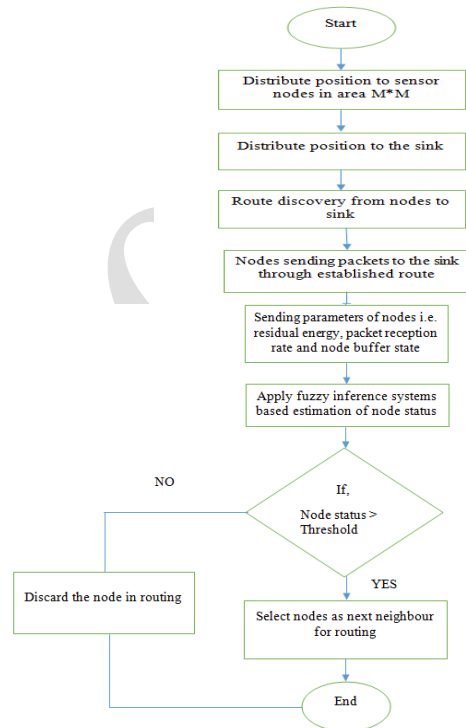 Start
Distribute position to sensor
nodes in area M*M
Distribute position to the sink
Route discovery from nodes to
sink
Nodes sending packets to the sink
through established route
Sending parameters of nodes i.e.
residual energy, packet reception
rate and node buffer state
Apply fuzzy inference systems
based estimation of node status
If,
Node status >
Threshold
NO
YES
Discard the node in routing
Select nodes as next neighbour
for routing
End